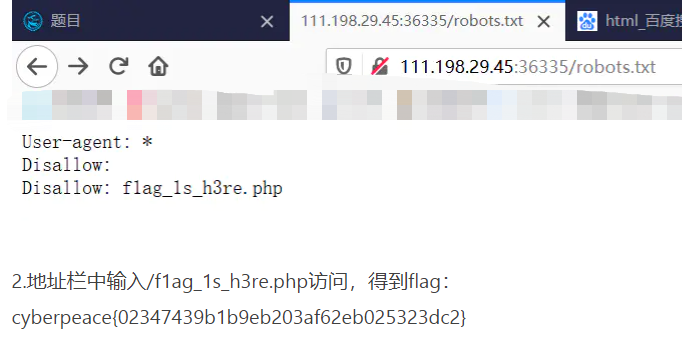 题目
111.198.29.45:36335/robots.txt
html_百度搜
111.198.29.45:36335/robots.txt
User-agent: *
Disallow:
Disallow: f1ag_1s_h3re.php
2.地址栏中输入/f1ag_1s_h3re.php访问，得到flag：
cyberpeace{02347439b1b9eb203af62eb025323dc2}